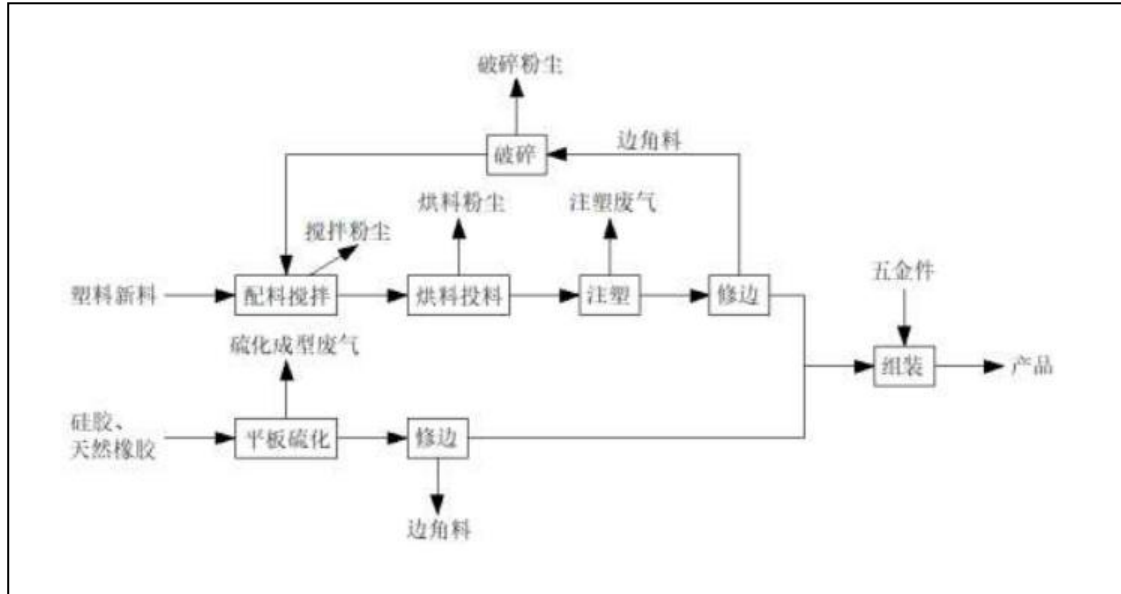 破碎粉尘
破碎
边角料
烘料粉尘
注塑废气
搅拌粉尘
五金件
塑料新料
配料搅拌
烘料投料
注塑
修边
硫化成型废气
组装
产品
硅胶、
天然橡胶
平板硫化
修边
边角料